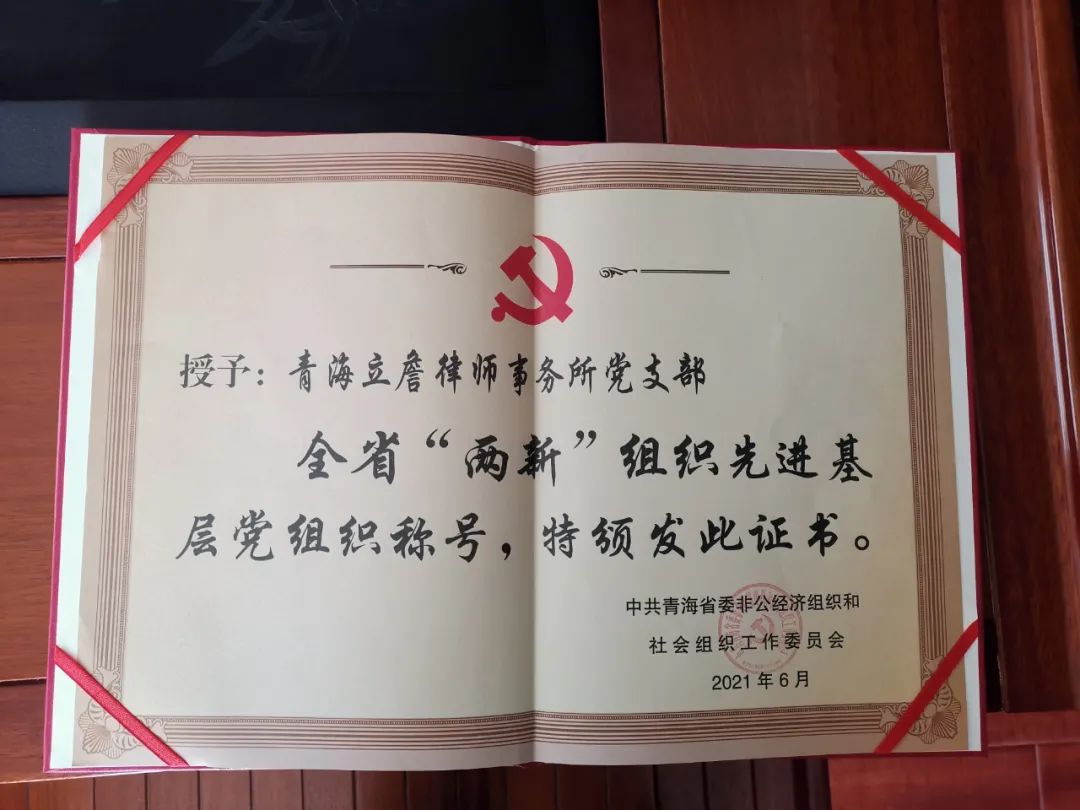 授予：青海立詹律师事务所党支部
全省“两新”组织先进基
层党组织称号，特颁发此证书。
中共青海省委非公经济组织和
社会组织工作委员会
2021年6月